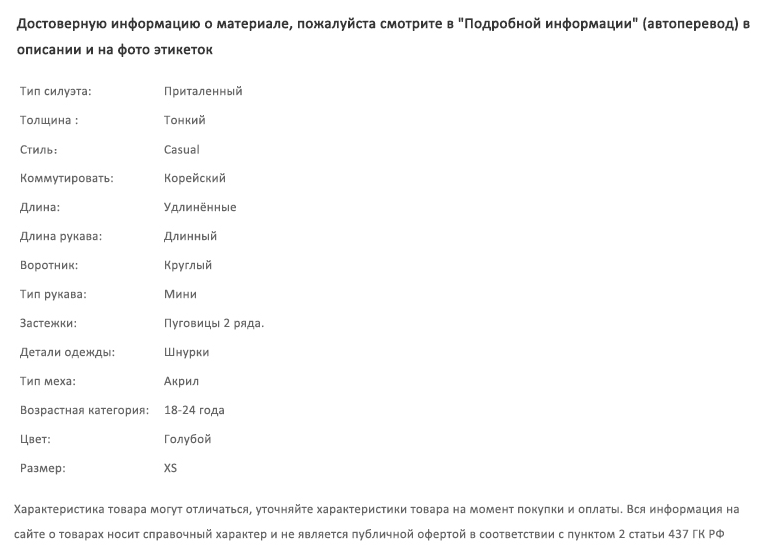 Достоверную информацию о материале, пожалуйста смотрите в "Подробной информации" (автоперевод) в
описании и на фото этикеток
Тип силуэта: Приталенный
Толщина : Тонкий
Стиль: Casual
Коммутировать: Корейский
Длина: Удлинённые
Длина рукава: Длинный
Воротник: Круглый
Тип рукава: Мини
Застежки: Пуговицы 2 ряда.
Детали одежды: Шнурки
Тип меха: Акрил
Возрастная категория: 18-24 года
Цвет: Голубой
Размер: XS
Характеристика товара могут отличаться, уточняйте характеристики товара на момент покупки и оплаты. Вся информация на
сайте о товарах носит справочный характер и не является публичной офертой в соответствии с пунктом 2 статьи 437 ГК РФ